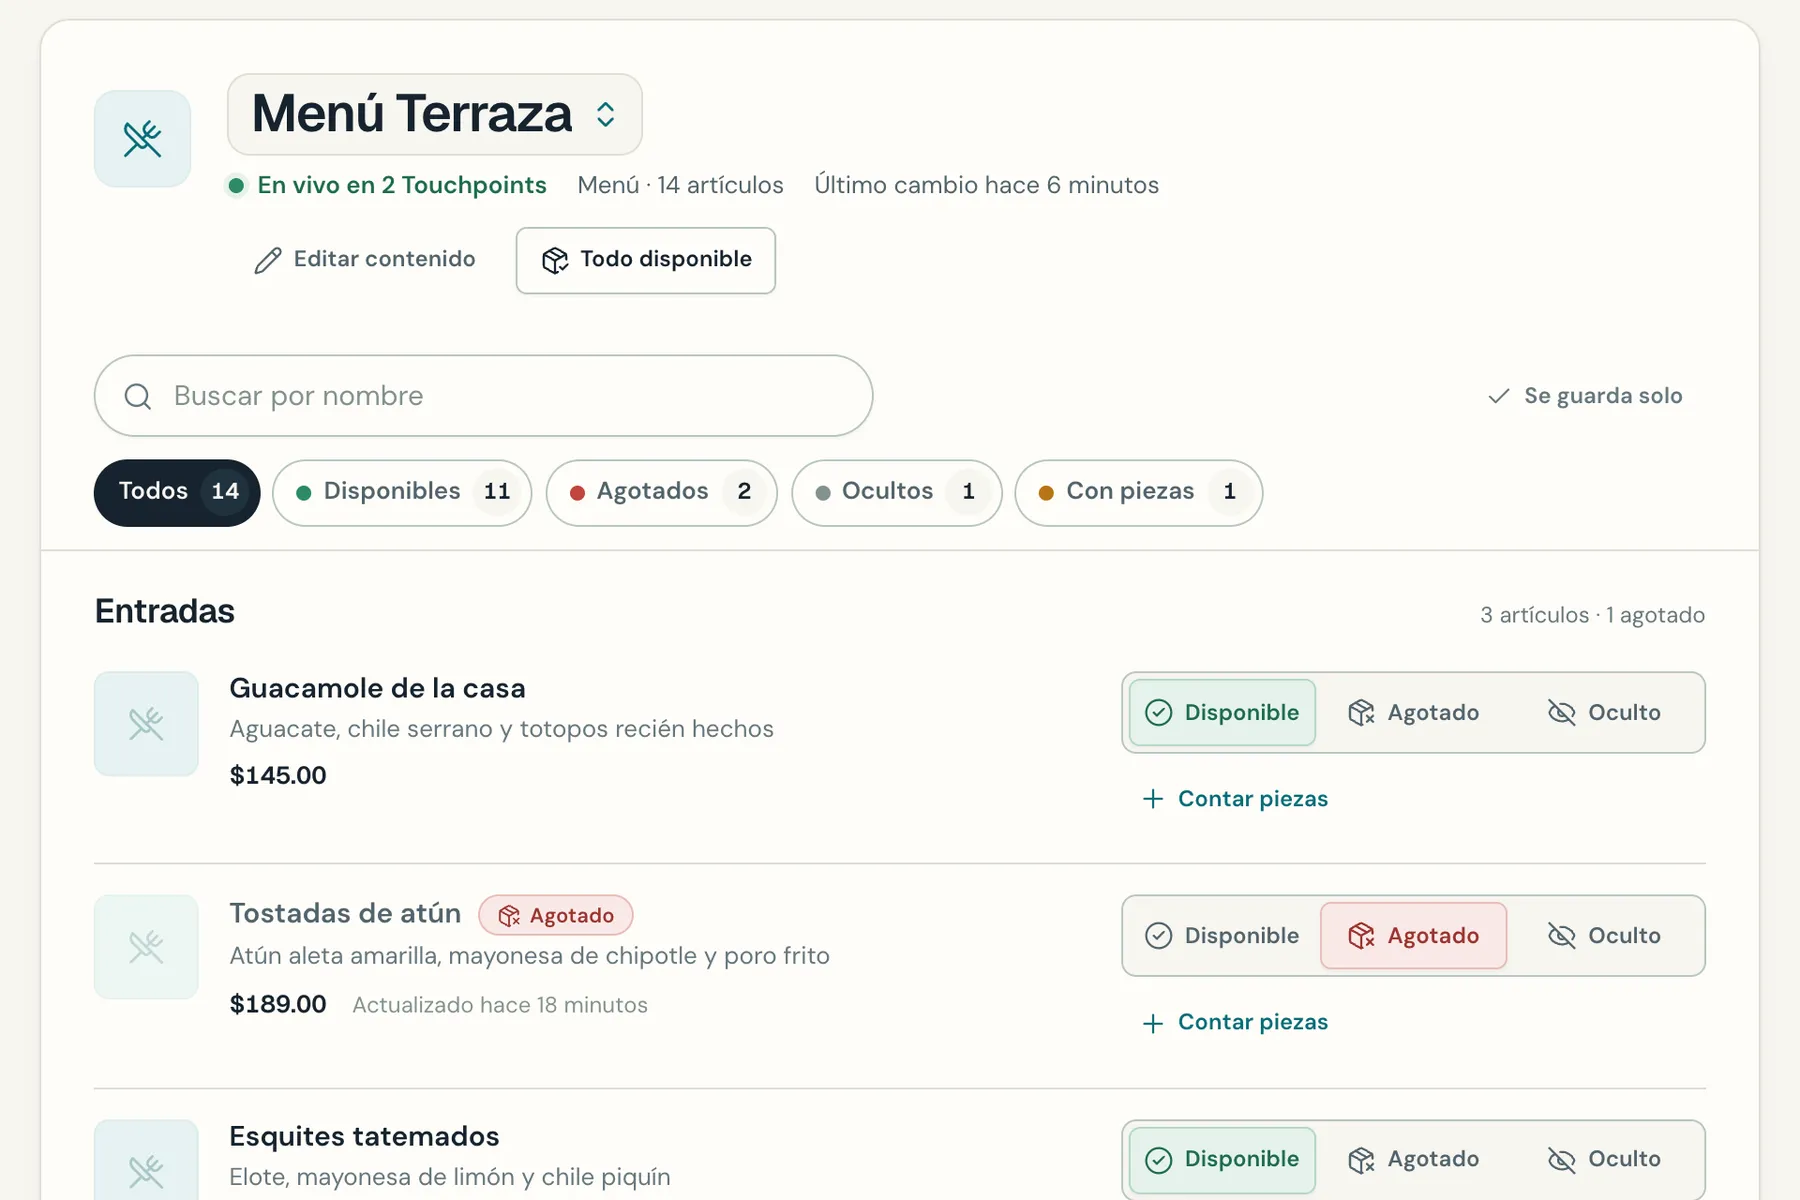 Menú Terraza
En vivo en 2 Touchpoints Menú · 14 artículos Último cambio hace 6 minutos
Editar contenido Todo disponible
Buscar por nombre Se guarda solo
Todos 14 Disponibles 11 Agotados 2 Ocultos 1 Con piezas 1
Entradas 3 artículos · 1 agotado
Guacamole de la casa
Aguacate, chile serrano y totopos recién hechos
$145.00
Disponible Agotado Oculto
+ Contar piezas
Tostadas de atún Agotado
Atún aleta amarilla, mayonesa de chipotle y poro frito
$189.00 Actualizado hace 18 minutos
Disponible Agotado Oculto
+ Contar piezas
Esquites tatemados
Elote, mayonesa de limón y chile piquín
Disponible Agotado Oculto